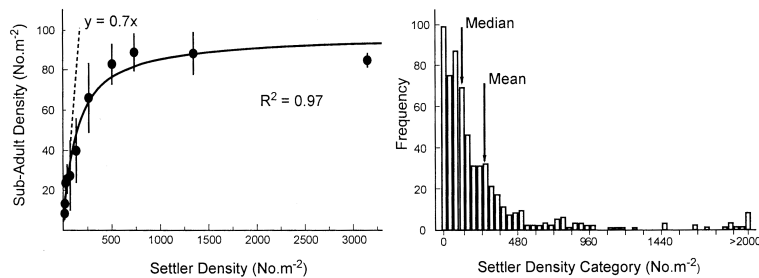 y = 0.7x
100
80
60
40
20
Sub-Adult Density (No.m-2)
R2 = 0.97
500 1000 1500 2000 2500 3000
Settler Density (No.m-2)
100
80
60
40
20
0
Frequency
Median
Mean
0 480 960 1440 >2000
Settler Density Category (No.m-2)